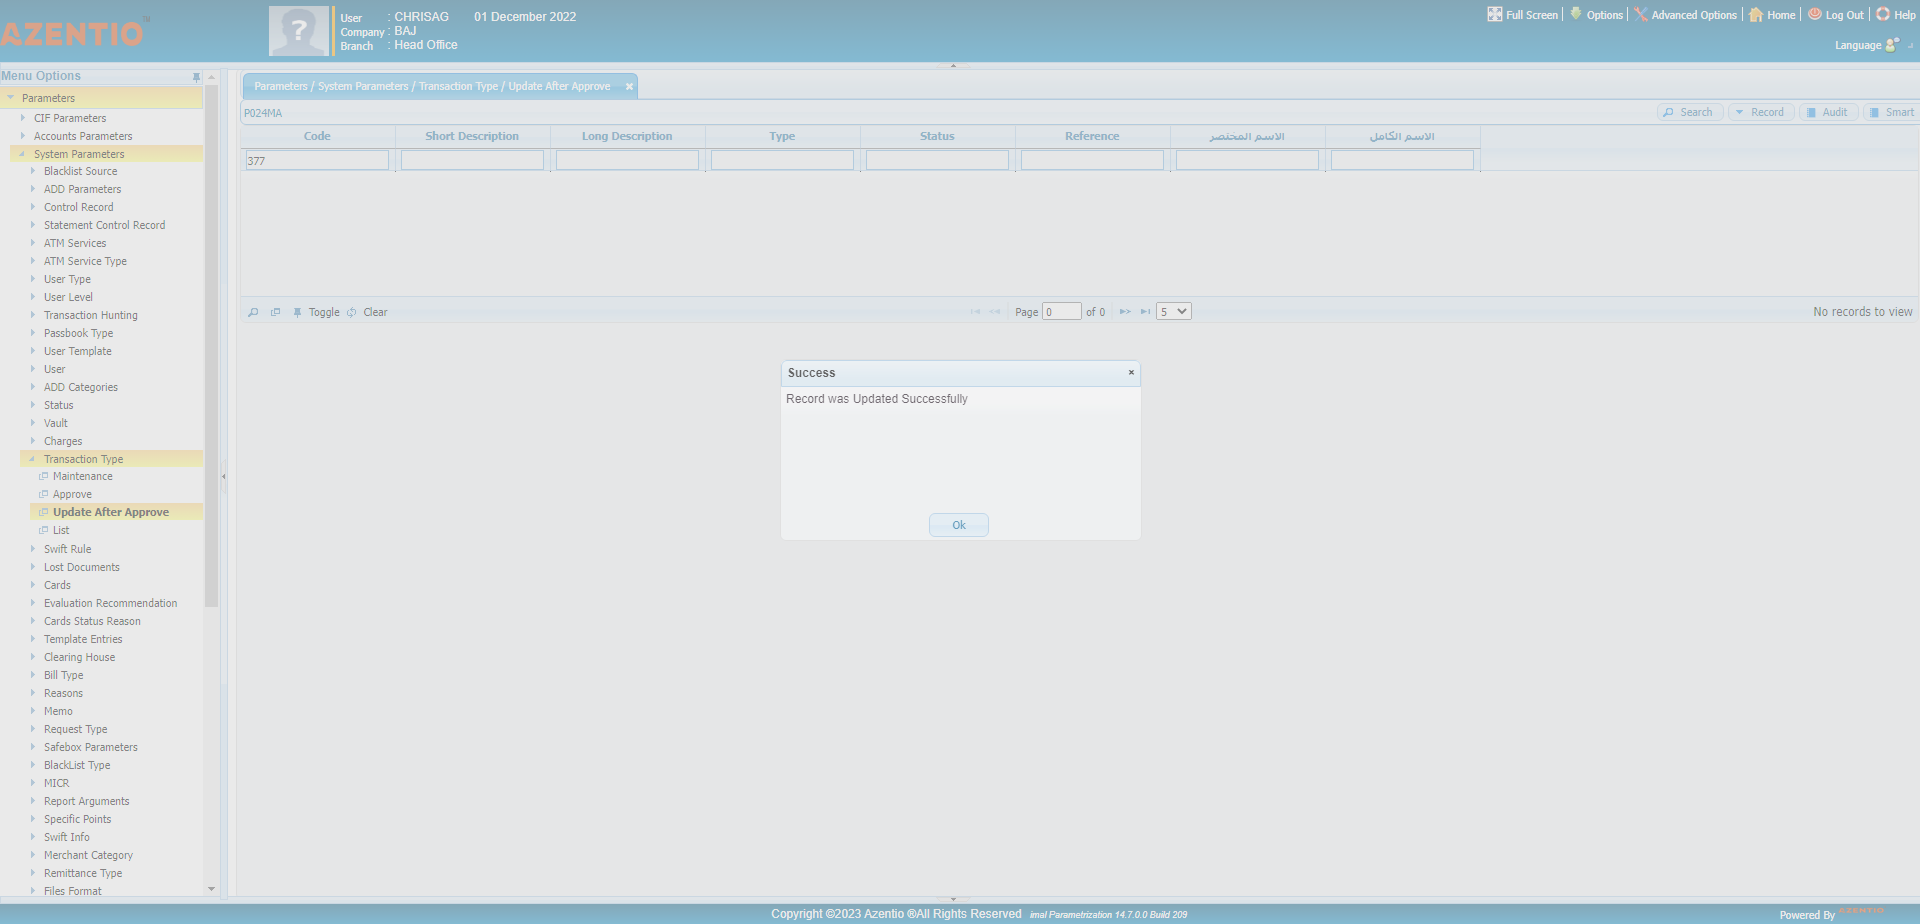 AZENTIO™
User : CHRISAG 01 December 2022
Company : BAJ
Branch : Head Office
Full Screen Options Advanced Options Home Log Out Help
Language
Menu Options
Parameters
CIF Parameters
Accounts Parameters
System Parameters
Blacklist Source
ADD Parameters
Control Record
Statement Control Record
ATM Services
ATM Service Type
User Type
User Level
Transaction Hunting
Passbook Type
User Template
User
ADD Categories
Status
Vault
Charges
Transaction Type
Maintenance
Approve
Update After Approve
List
Swift Rule
Lost Documents
Cards
Evaluation Recommendation
Cards Status Reason
Template Entries
Clearing House
Bill Type
Reasons
Memo
Request Type
Safebox Parameters
BlackList Type
MICR
Report Arguments
Specific Points
Swift Info
Merchant Category
Remittance Type
Files Format
Parameters / System Parameters / Transaction Type / Update After Approve
P024MA
Search Record Audit Smart
Code Short Description Long Description Type Status Reference الاسم المختصر الاسم الكامل
377
Toggle Clear Page 0 of 0 5 No records to view
Success
Record was Updated Successfully
Ok
Copyright ©2023 Azentio ®All Rights Reserved imal Parametrization 14.7.0.0 Build 209
Powered By AZENTIO